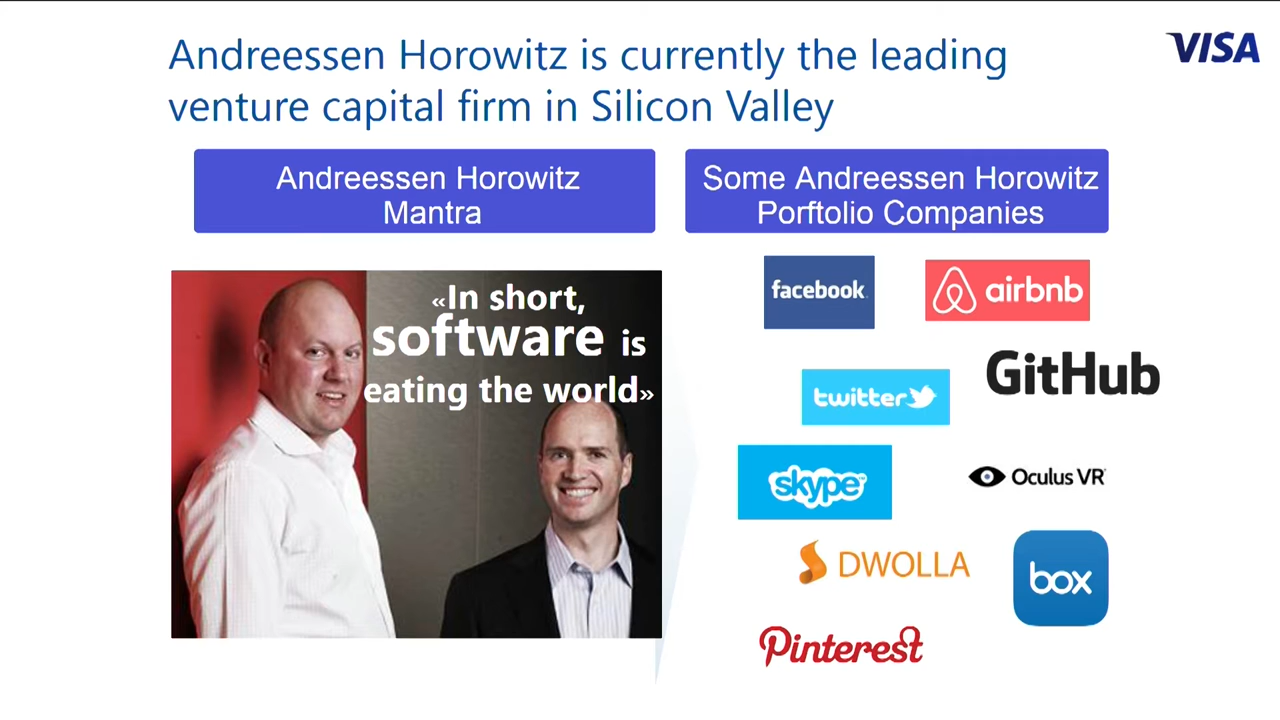 Andreessen Horowitz is currently the leading
venture capital firm in Silicon Valley
VISA
Andreessen Horowitz
Mantra
Some Andreessen Horowitz
Porftolio Companies
«In short,
software is
eating the world»
facebook
airbnb
twitter
GitHub
skype
Oculus VR
DWOLLA
box
Pinterest